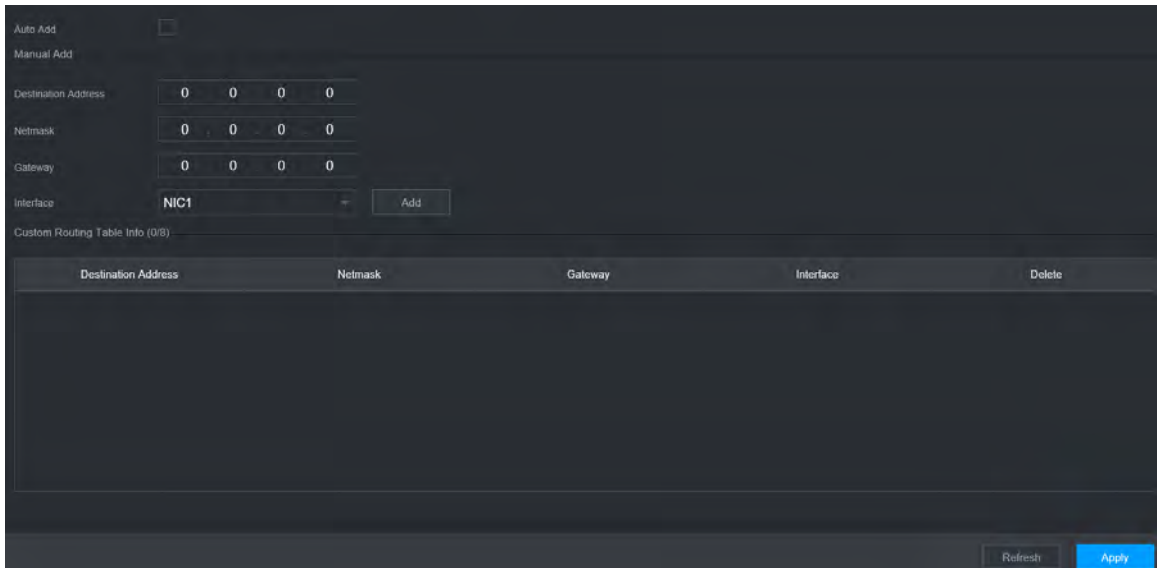 Auto Add
Manual Add
Destination Address 0 0 0 0
Netmask 0 . 0 . 0 . 0
Gateway 0 0 0 0
Interface NIC1 Add
Custom Routing Table Info (0/8)
Destination Address Netmask Gateway Interface Delete
Refresh Apply